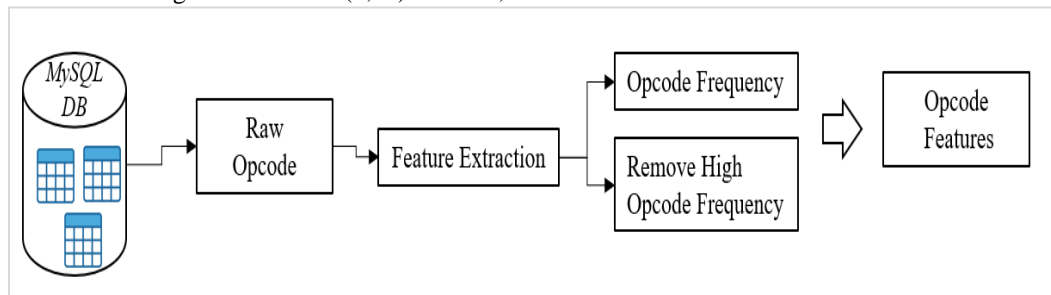 MySQL
DB
Raw
Opcode
Feature Extraction
Opcode Frequency
Remove High
Opcode Frequency
Opcode
Features